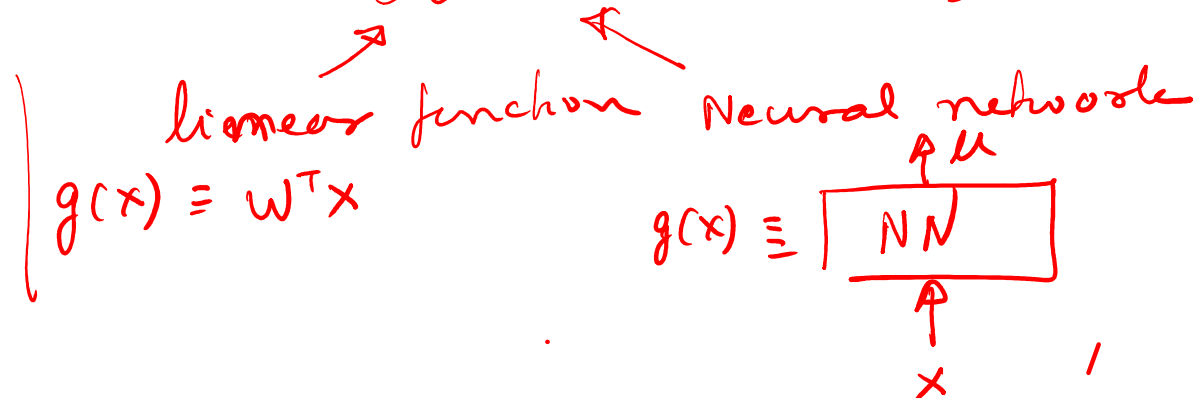 linear function Neural network
μ
g(x) ≡ WᵀX
g(x) ≡ NN
x